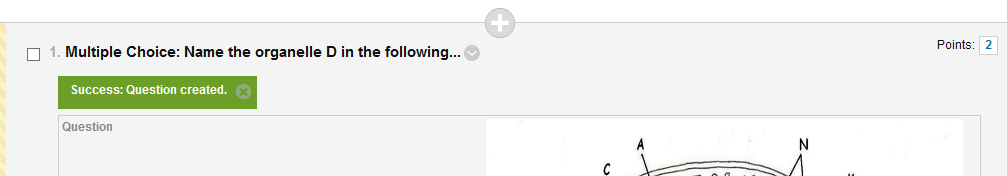 1. Multiple Choice: Name the organelle D in the following...
Points: 2
Success: Question created.
Question
A
N
C